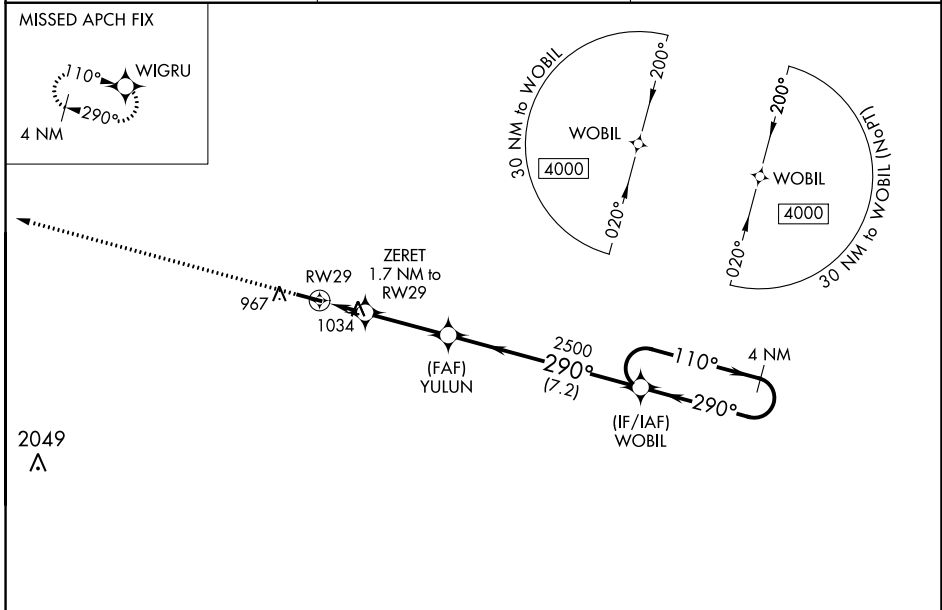 MISSED APCH FIX
110°
WIGRU
290°
4 NM
30 NM to WOBIL
200°
WOBIL
4000
020°
200°
WOBIL
4000
020°
30 NM to WOBIL (NoPT)
ZERET
1.7 NM to
RW29
RW29
967
1034
(FAF)
YULUN
2500
290°
(7.2)
110°
4 NM
290°
(IF/IAF)
WOBIL
2049